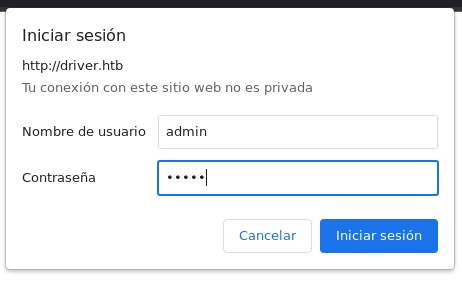 Iniciar sesión
http://driver.htb
Tu conexión con este sitio web no es privada
Nombre de usuario admin
Contraseña •••••
Cancelar Iniciar sesión